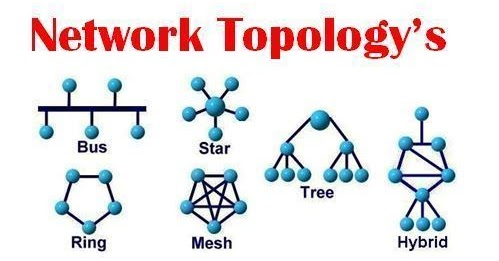 Network Topology's
Bus
Star
Tree
Ring
Mesh
Hybrid